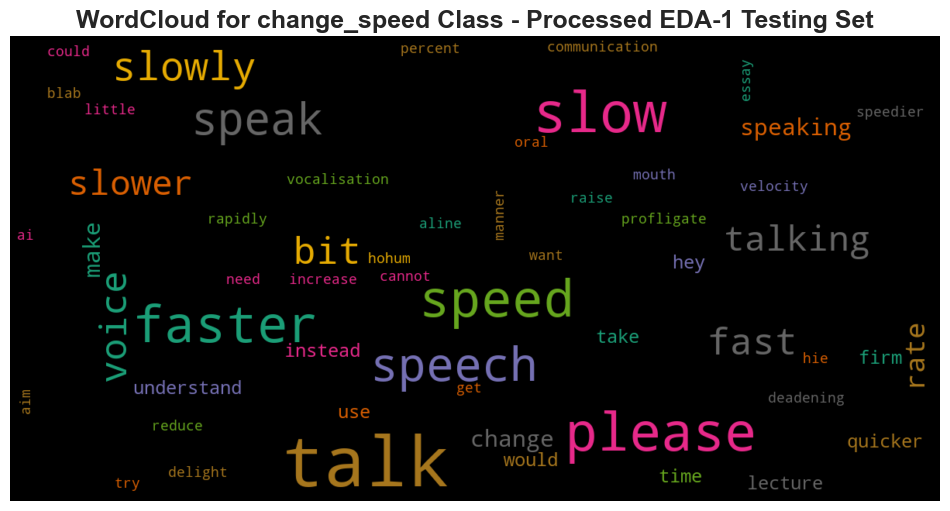 WordCloud for change_speed Class - Processed EDA-1 Testing Set
could
percent
communication
slowly
essay
blab
little
speak
slow
speaking
speedier
oral
slower
vocalisation
mouth
velocity
raise
manner
rapidly
aline
profligate
ai
make
bit
hohum
want
hey
talking
need
increase
cannot
voice
faster
speed
instead
take
fast
hie
firm
rate
speech
understand
get
deadening
aim
use
reduce
talk
change
please
quicker
would
delight
try
time
lecture